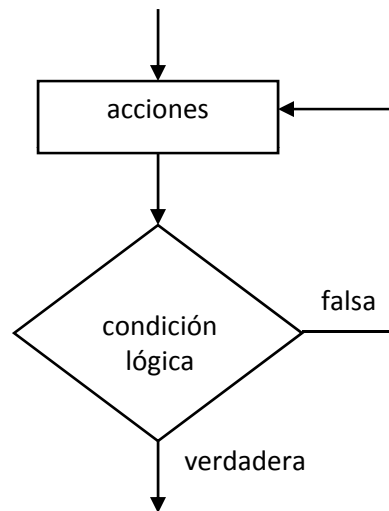 acciones
condición
lógica
falsa
verdadera